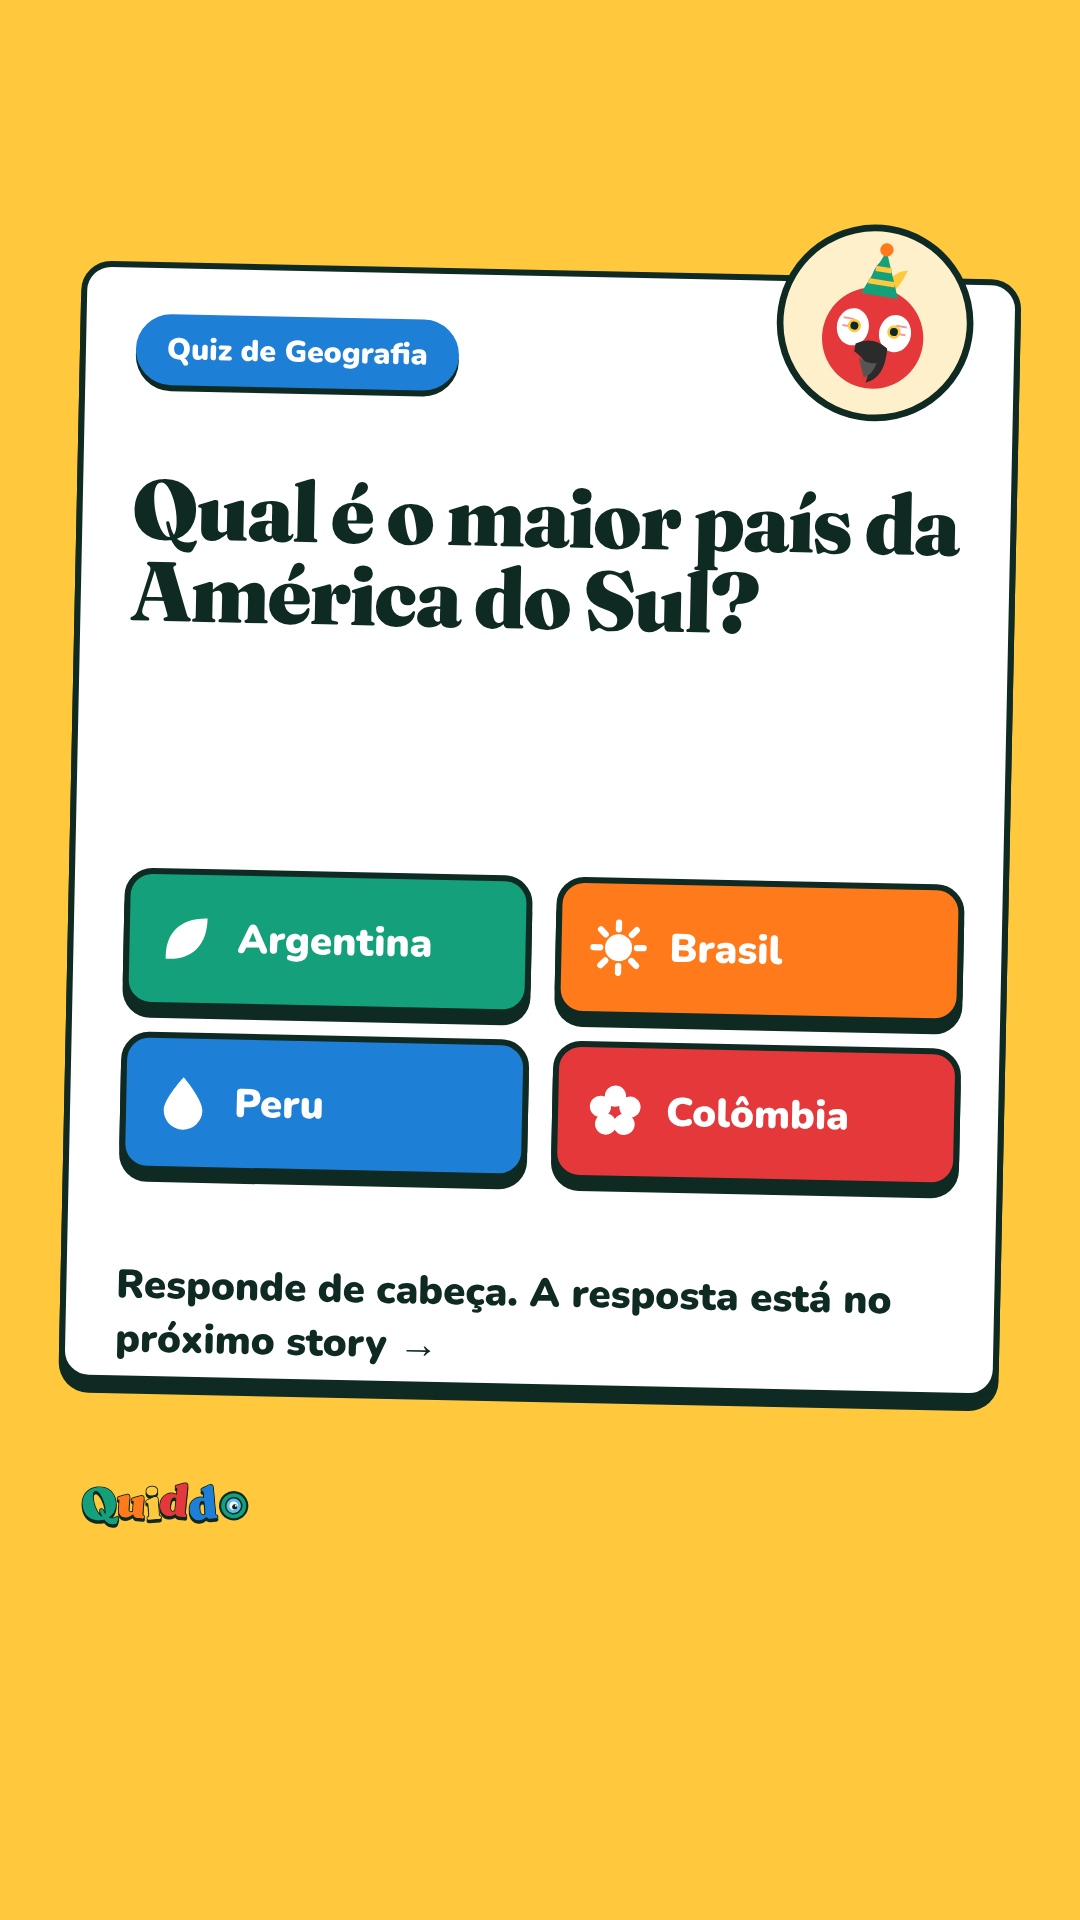 Quiz de Geografia
Qual é o maior país da
América do Sul?
Argentina
Brasil
Peru
Colômbia
Responde de cabeça. A resposta está no
próximo story →
Quiddo